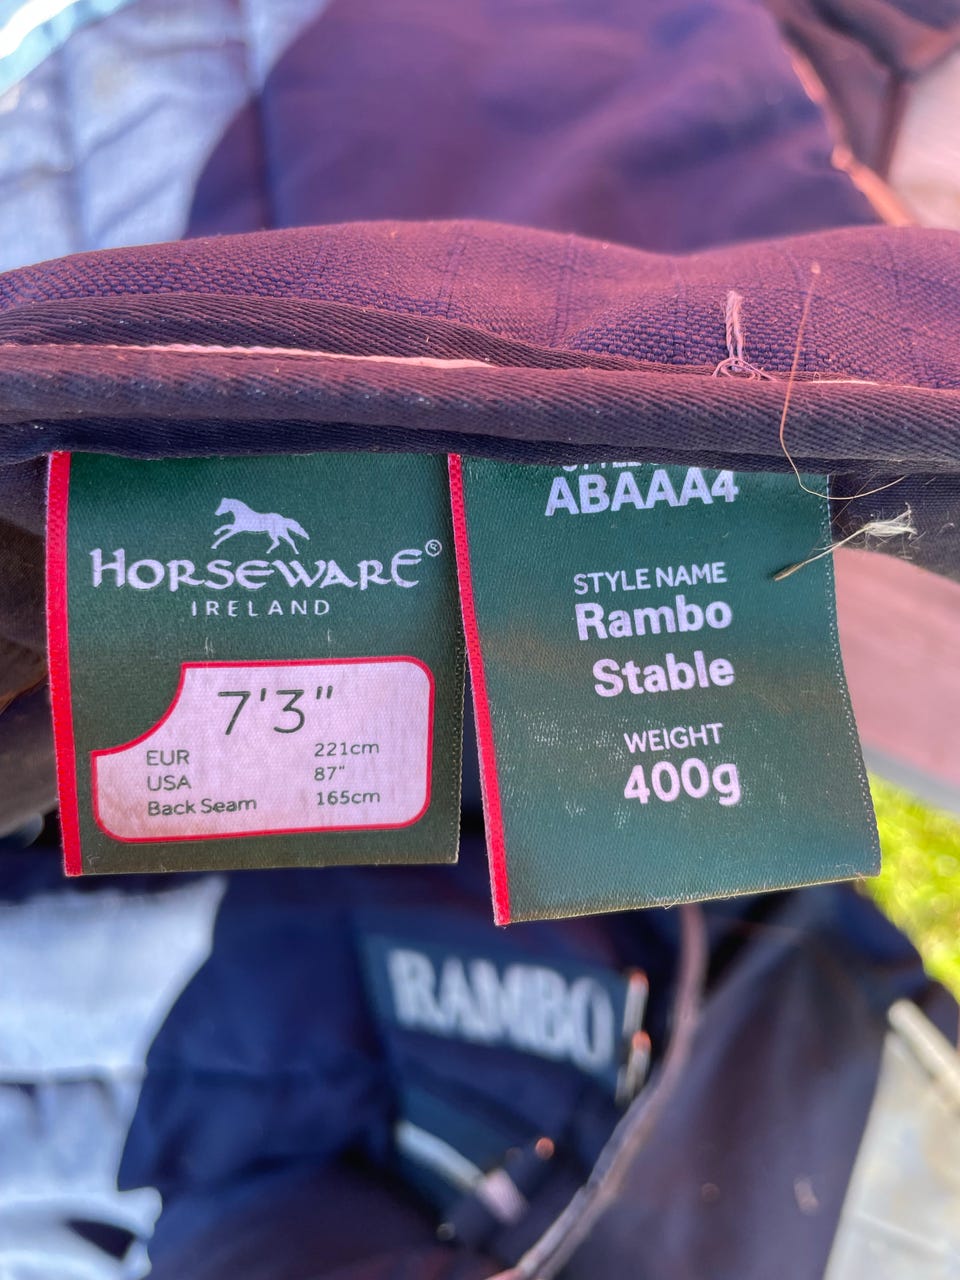 HORSEWARE®
IRELAND
7'3"
EUR 221cm
USA 87"
Back Seam 165cm
ABAAA4
STYLE NAME
Rambo
Stable
WEIGHT
400g
RAMBO